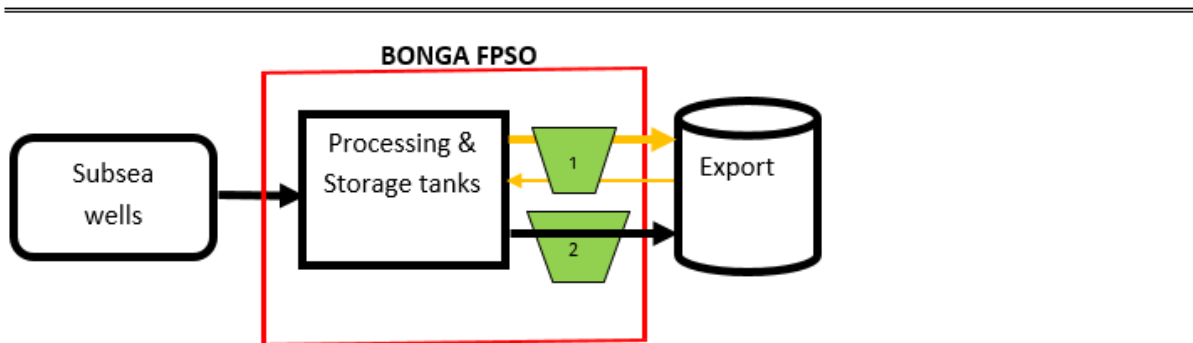 BONGA FPSO
Subsea
wells
Processing &
Storage tanks
1
2
Export